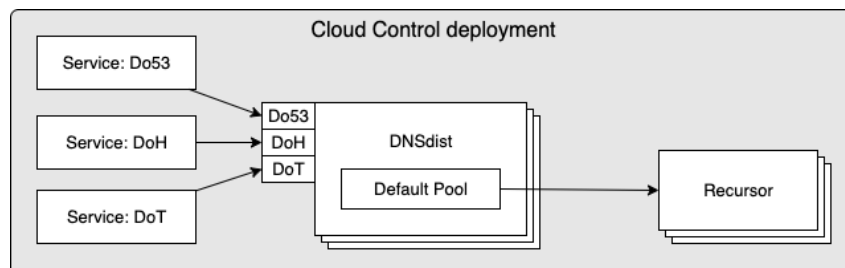 Cloud Control deployment
Service: Do53
Service: DoH
Service: DoT
Do53
DoH
DoT
DNSdist
Default Pool
Recursor